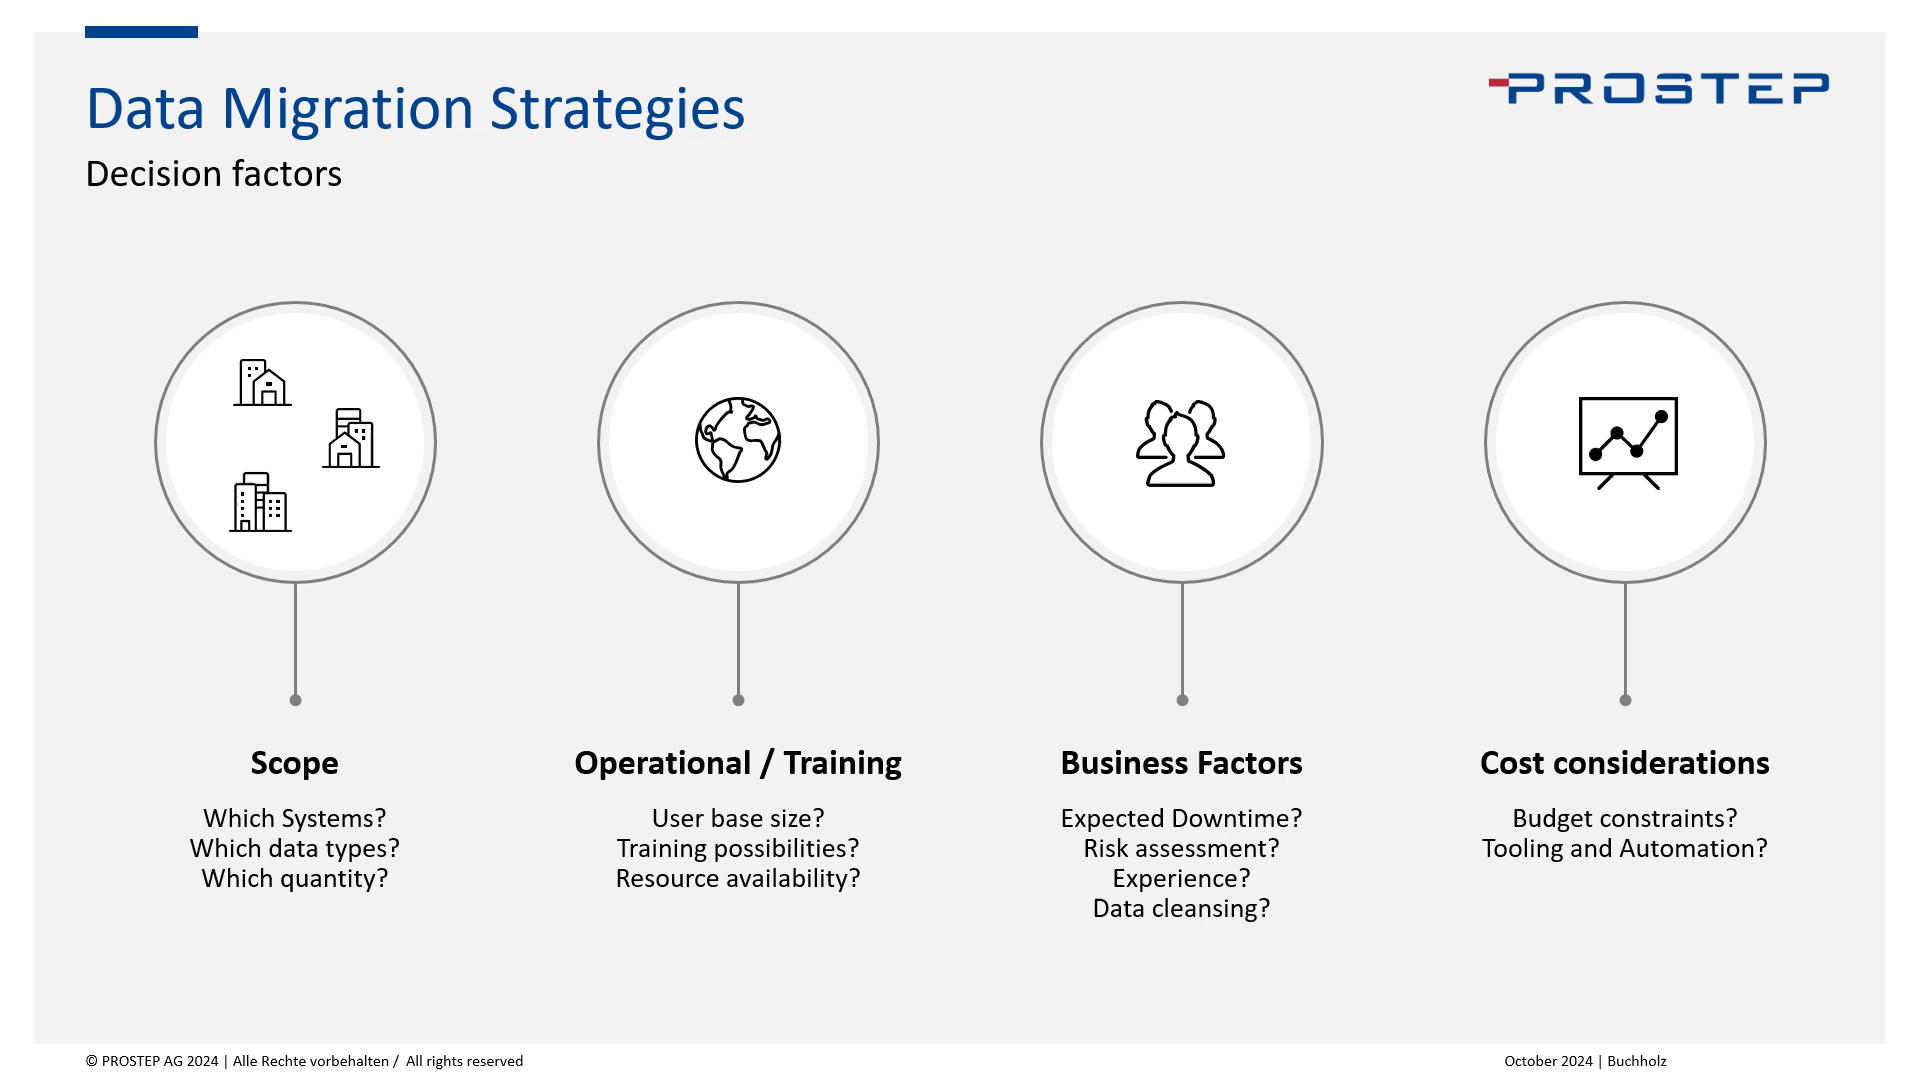 PROSTEP
Data Migration Strategies
Decision factors
Scope
Which Systems?
Which data types?
Which quantity?
Operational / Training
User base size?
Training possibilities?
Resource availability?
Business Factors
Expected Downtime?
Risk assessment?
Experience?
Data cleansing?
Cost considerations
Budget constraints?
Tooling and Automation?
© PROSTEP AG 2024 | Alle Rechte vorbehalten /  All rights reserved
October 2024 | Buchholz